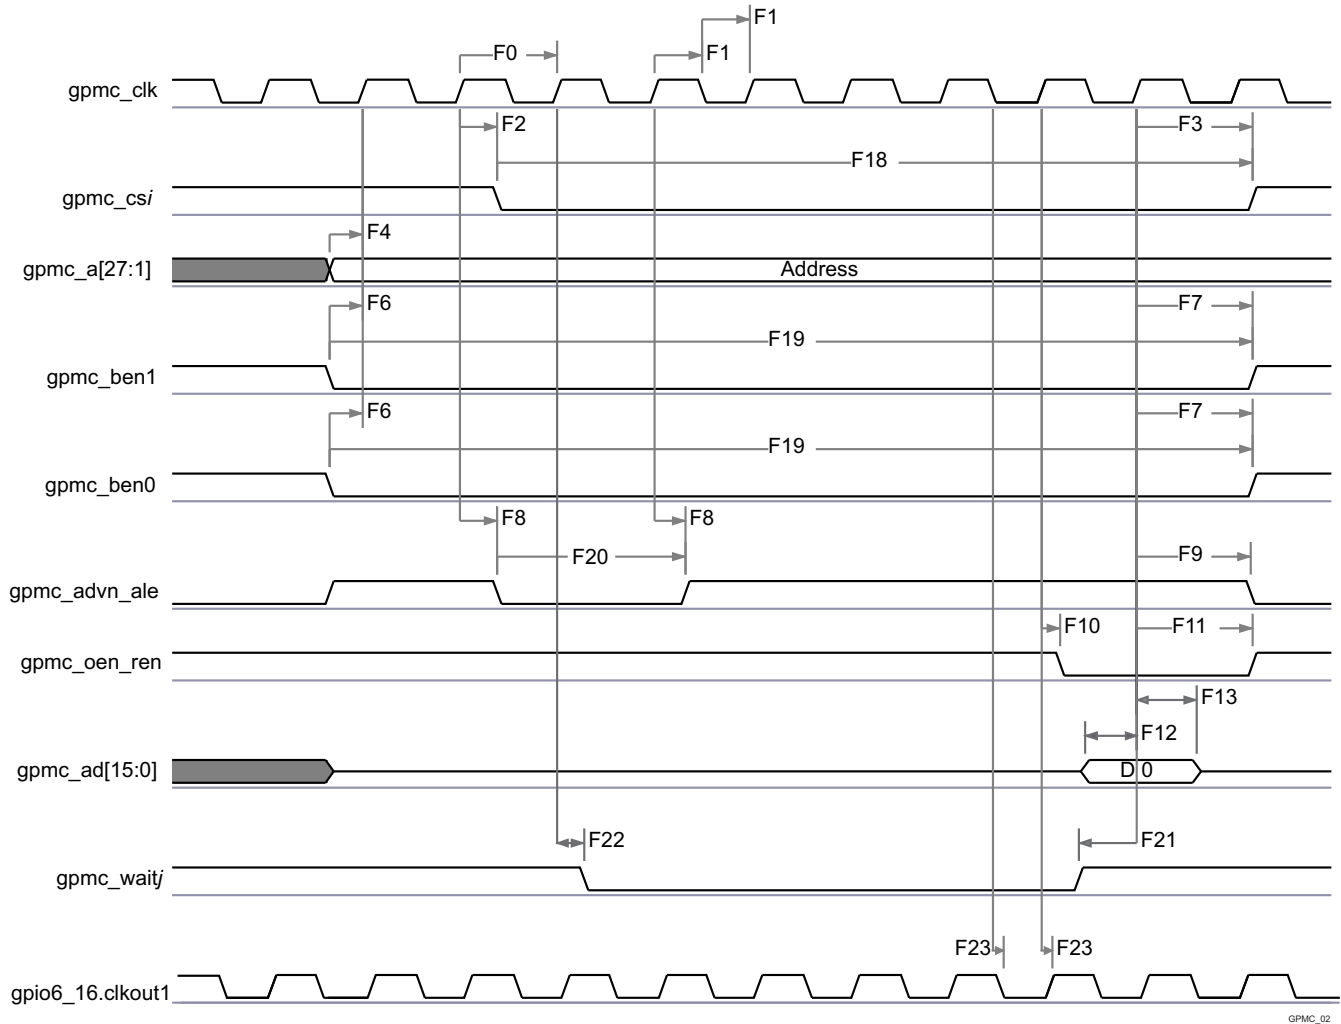 F1
F0
F1
gpmc_clk
F2
F3
F18
gpmc_csi
F4
gpmc_a[27:1]
Address
F6
F7
F19
gpmc_ben1
F6
F7
F19
gpmc_ben0
F8
F8
F20
F9
gpmc_advn_ale
F10
F11
gpmc_oen_ren
F13
F12
gpmc_ad[15:0]
D 0
F22
F21
gpmc_waitj
F23
F23
gpio6_16.clkout1
GPMC_02